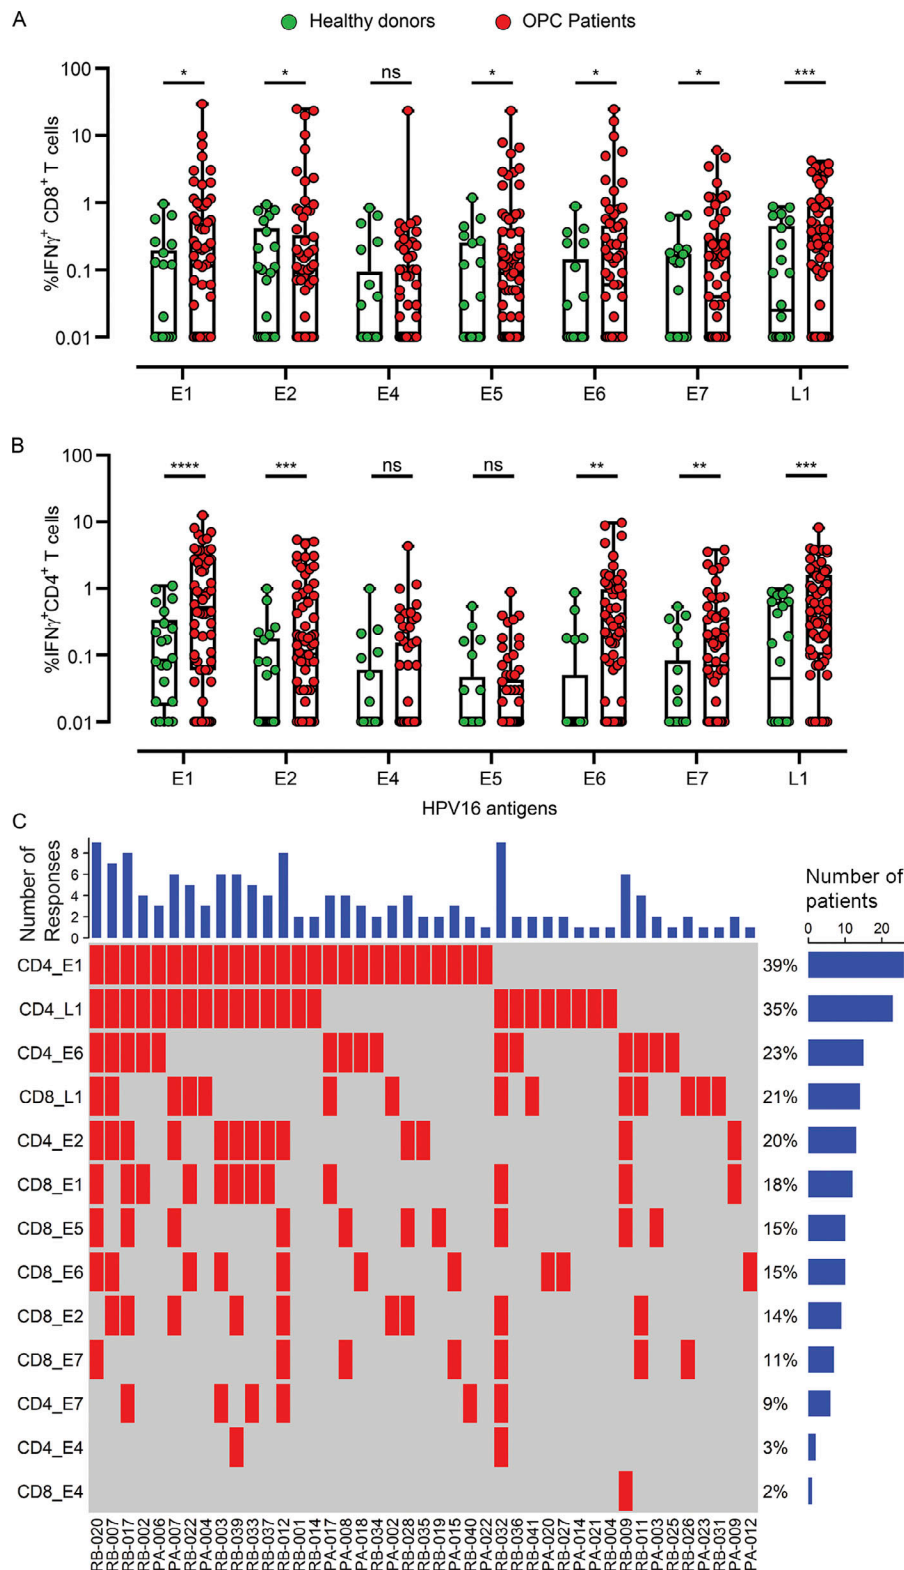 A
Healthy donors OPC Patients
* * ns * * * ***
%IFNγ+ CD8+ T cells
100
10
1
0.1
0.01
E1 E2 E4 E5 E6 E7 L1
B
**** *** ns ns ** ** ***
%IFNγ+CD4+ T cells
100
10
1
0.1
0.01
E1 E2 E4 E5 E6 E7 L1
HPV16 antigens
C
Number of
Responses
8
6
4
2
0
Number of
patients
0 10 20
CD4_E1 39%
CD4_L1 35%
CD4_E6 23%
CD8_L1 21%
CD4_E2 20%
CD8_E1 18%
CD8_E5 15%
CD8_E6 15%
CD8_E2 14%
CD8_E7 11%
CD4_E7 9%
CD4_E4 3%
CD8_E4 2%
RB-020
RB-007
RB-017
RB-002
PA-006
PA-007
RB-022
PA-004
RB-003
RB-039
RB-033
RB-037
RB-012
RB-001
RB-014
PA-017
PA-008
PA-018
RB-034
PA-002
RB-028
RB-035
RB-019
PA-015
RB-040
PA-022
RB-032
RB-036
RB-041
PA-020
RB-027
PA-014
PA-021
RB-004
RB-009
RB-011
PA-003
RB-025
RB-026
PA-023
RB-031
PA-009
PA-012